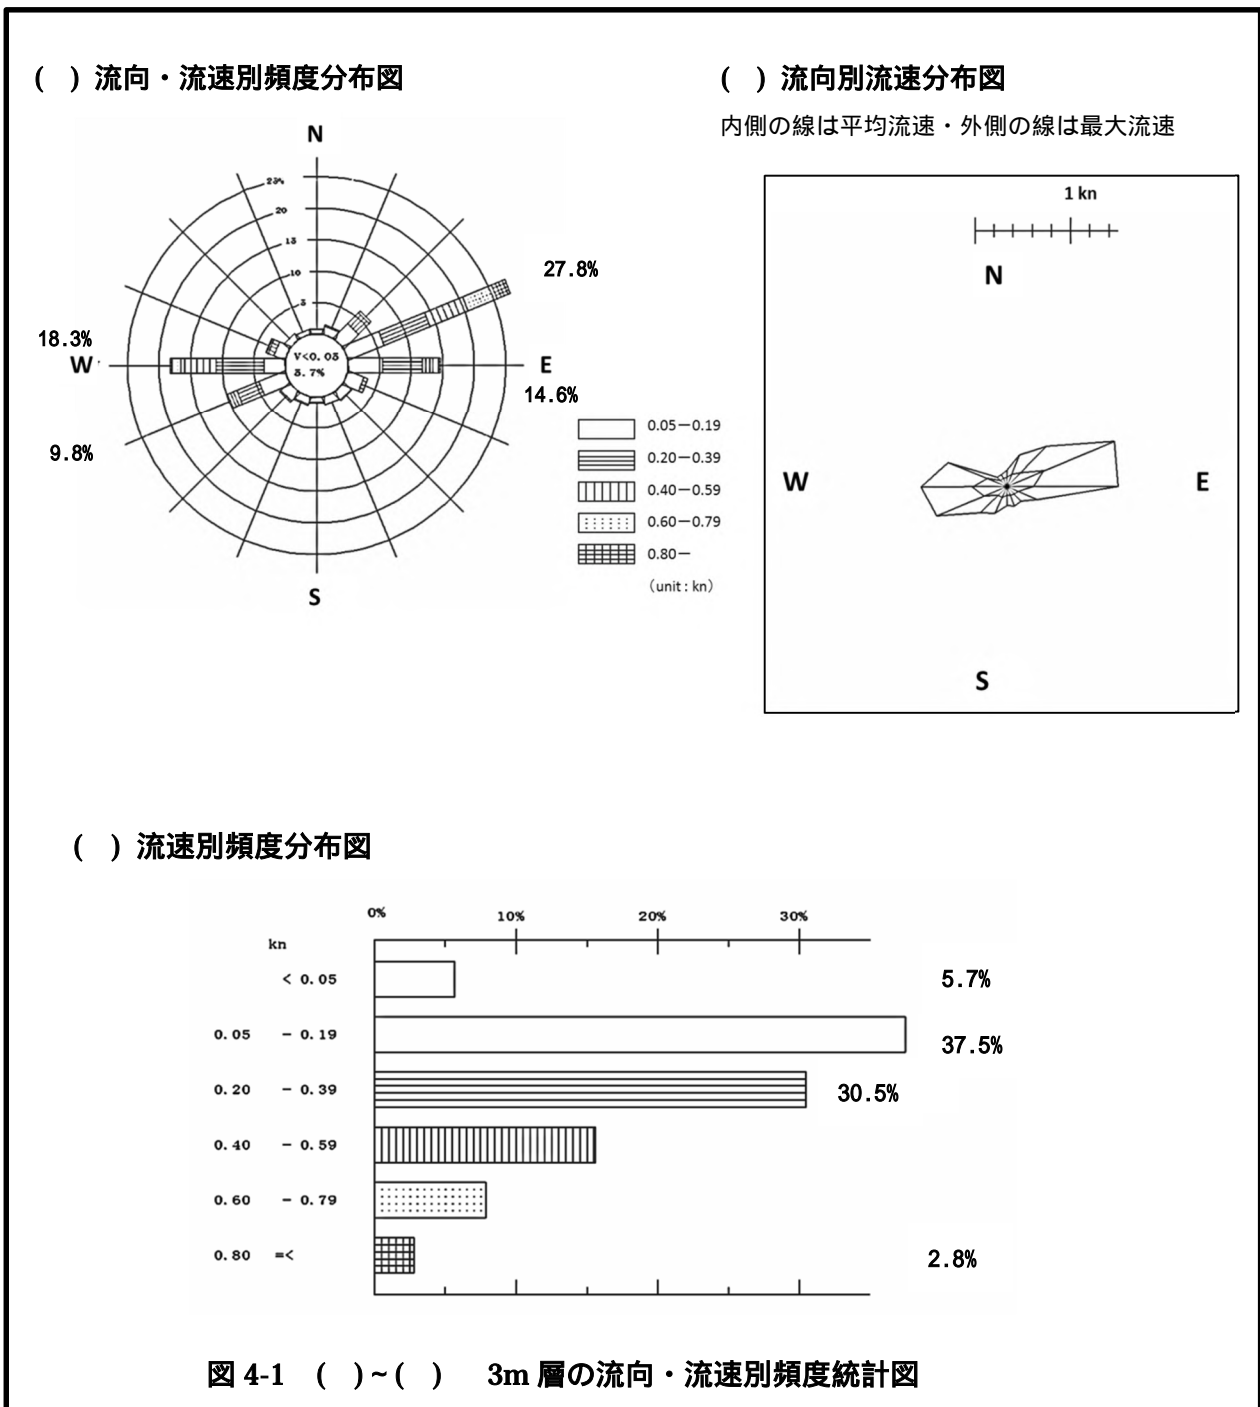 (　) 流向・流速別頻度分布図
N
25%
20
15
10
5
27.8%
18.3%
W
V<0.05
5.7%
E
14.6%
9.8%
S
0.05－0.19
0.20－0.39
0.40－0.59
0.60－0.79
0.80－
（unit : kn）
(　) 流向別流速分布図
内側の線は平均流速・外側の線は最大流速
1 kn
N
W
E
S
(　) 流速別頻度分布図
0% 10% 20% 30%
kn
< 0.05 5.7%
0.05 - 0.19 37.5%
0.20 - 0.39 30.5%
0.40 - 0.59
0.60 - 0.79
0.80 =< 2.8%
図 4-1　(　) ~ (　)　3m 層の流向・流速別頻度統計図